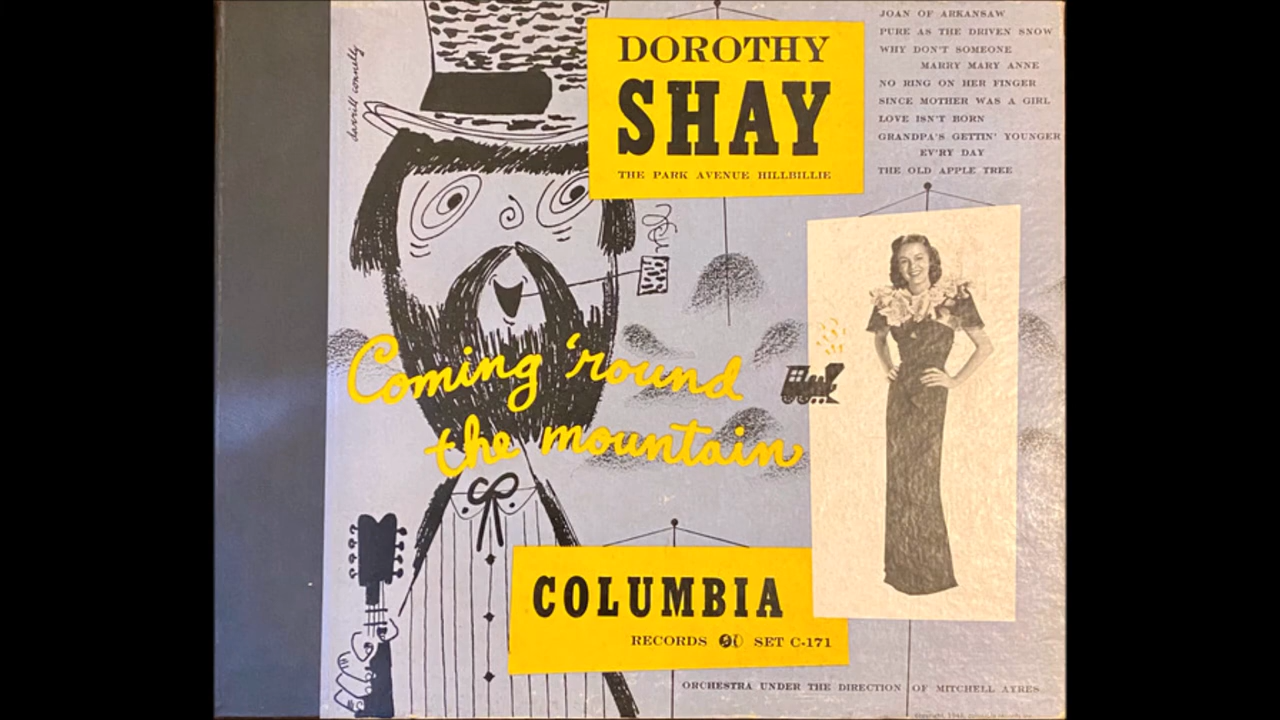 darrill connelly
DOROTHY
SHAY
THE PARK AVENUE HILLBILLIE
JOAN OF ARKANSAW
PURE AS THE DRIVEN SNOW
WHY DON'T SOMEONE
MARRY MARY ANNE
NO RING ON HER FINGER
SINCE MOTHER WAS A GIRL
LOVE ISN'T BORN
GRANDPA'S GETTIN' YOUNGER
EV'RY DAY
THE OLD APPLE TREE
Coming 'round
the mountain
COLUMBIA
RECORDS SET C-171
ORCHESTRA UNDER THE DIRECTION OF MITCHELL AYRES